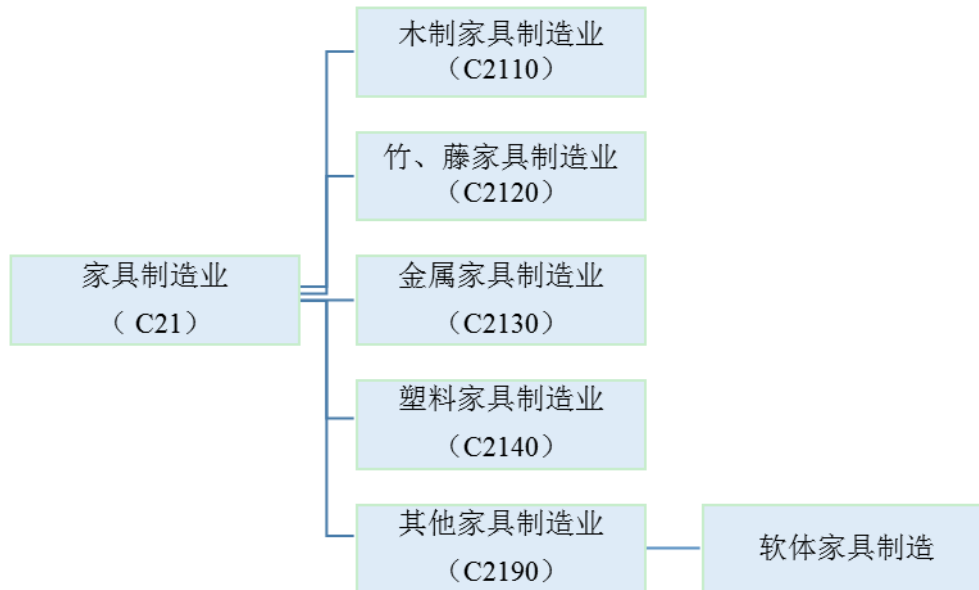 木制家具制造业
（C2110）
竹、藤家具制造业
（C2120）
家具制造业
（ C21）
金属家具制造业
（C2130）
塑料家具制造业
（C2140）
其他家具制造业
（C2190）
软体家具制造